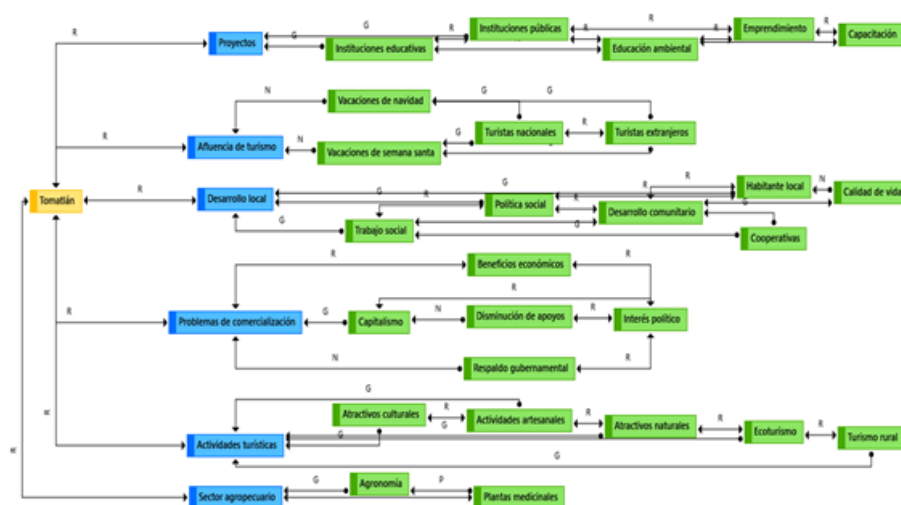 G
Instituciones públicas
R
Emprendimiento
R
R
Proyectos
G
Instituciones educativas
R
R
Educación ambiental
R
Capacitación
N
Vacaciones de navidad
G
G
R
Afluencia de turismo
N
Vacaciones de semana santa
G
Turistas nacionales
R
Turistas extranjeros
G
Tomatlán
R
Desarrollo local
G
G
R
Política social
R
R
R
Habitante local
N
Calidad de vida
Desarrollo comunitario
G
G
Trabajo social
G
Cooperativas
R
Beneficios económicos
R
R
R
Problemas de comercialización
G
Capitalismo
N
Disminución de apoyos
R
Interés político
N
Respaldo gubernamental
R
G
R
Atractivos culturales
R
Actividades artesanales
R
Atractivos naturales
R
Ecoturismo
R
Turismo rural
Actividades turísticas
G
G
G
R
Sector agropecuario
G
Agronomía
P
Plantas medicinales